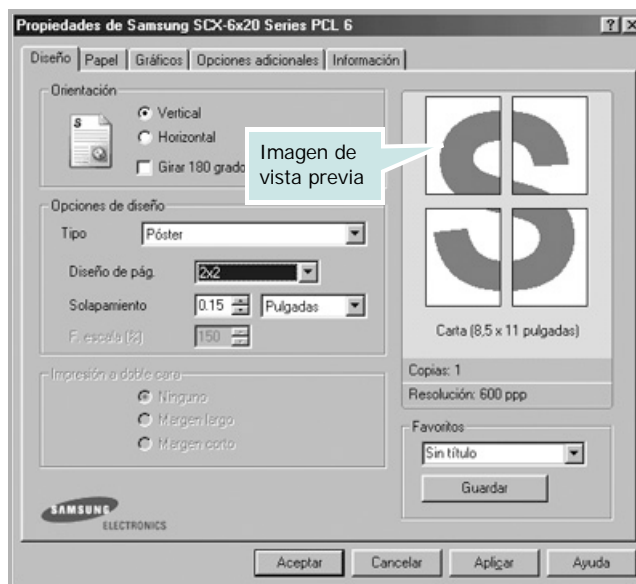 Propiedades de Samsung SCX-6x20 Series PCL 6
Diseño Papel Gráficos Opciones adicionales Información
Orientación
S
Vertical
Horizontal
Girar 180 grado
Imagen de
vista previa
Opciones de diseño
Tipo Póster
Diseño de pág. 2x2
Solapamiento 0.15 Pulgadas
F. escala (%) 150
Impresión a doble cara
Ninguno
Margen largo
Margen corto
S
Carta (8,5 x 11 pulgadas)
Copias: 1
Resolución: 600 ppp
Favoritos
Sin título
Guardar
SAMSUNG
ELECTRONICS
Aceptar Cancelar Aplicar Ayuda